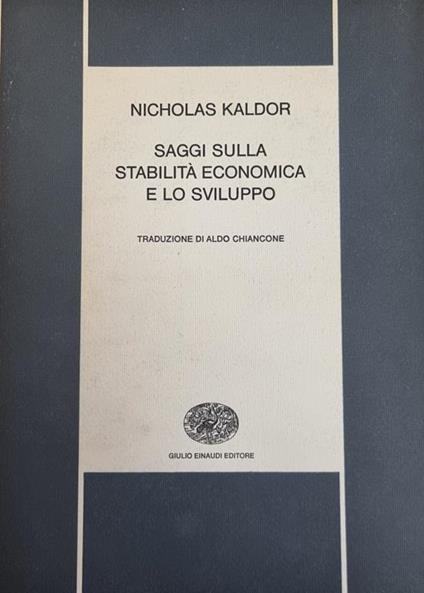 NICHOLAS KALDOR
SAGGI SULLA
STABILITÀ ECONOMICA
E LO SVILUPPO
TRADUZIONE DI ALDO CHIANCONE
GIULIO EINAUDI EDITORE